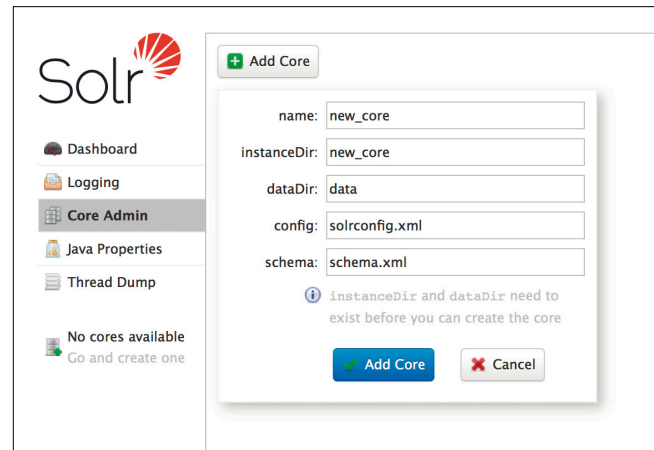 Solr
Dashboard
Logging
Core Admin
Java Properties
Thread Dump
No cores available
Go and create one
Add Core
name: new_core
instanceDir: new_core
dataDir: data
config: solrconfig.xml
schema: schema.xml
instanceDir and dataDir need to
exist before you can create the core
Add Core Cancel